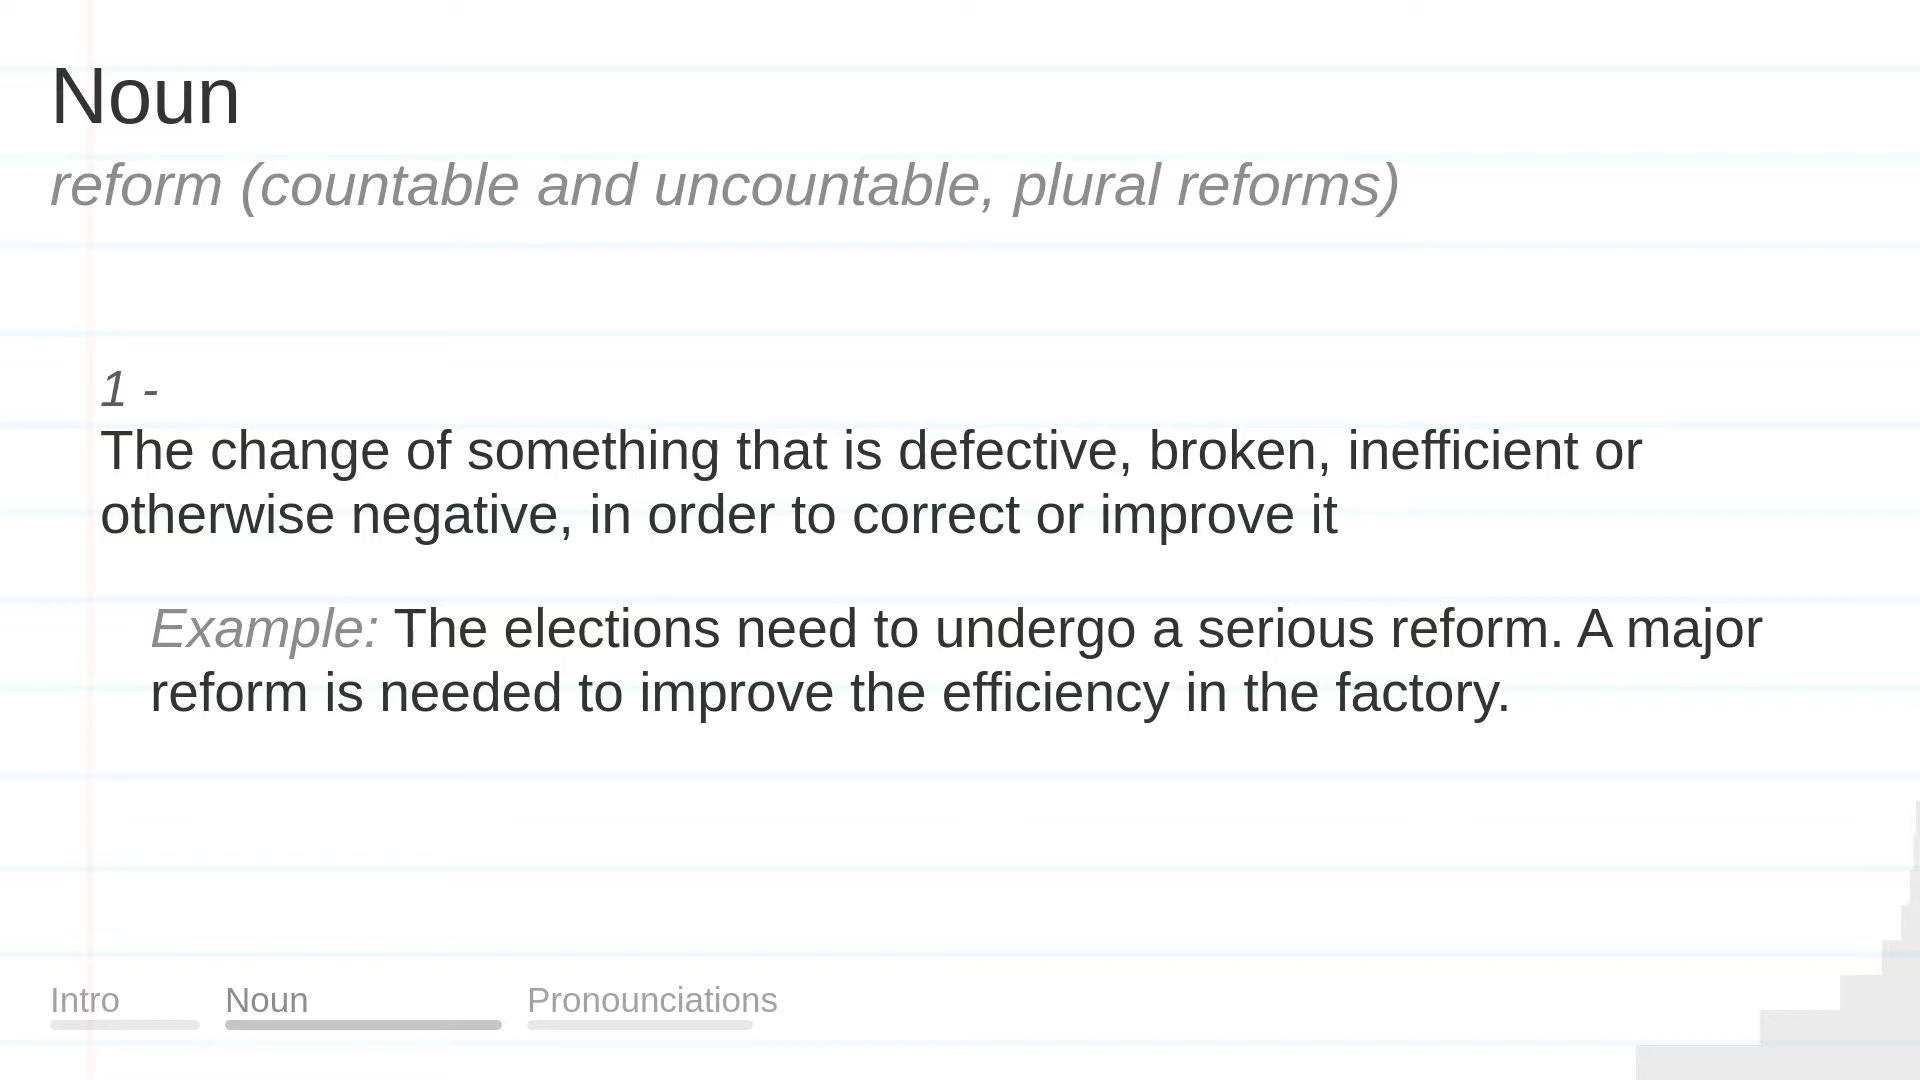 Noun
reform (countable and uncountable, plural reforms)
1 -
The change of something that is defective, broken, inefficient or
otherwise negative, in order to correct or improve it
Example: The elections need to undergo a serious reform. A major
reform is needed to improve the efficiency in the factory.
Intro
Noun
Pronounciations